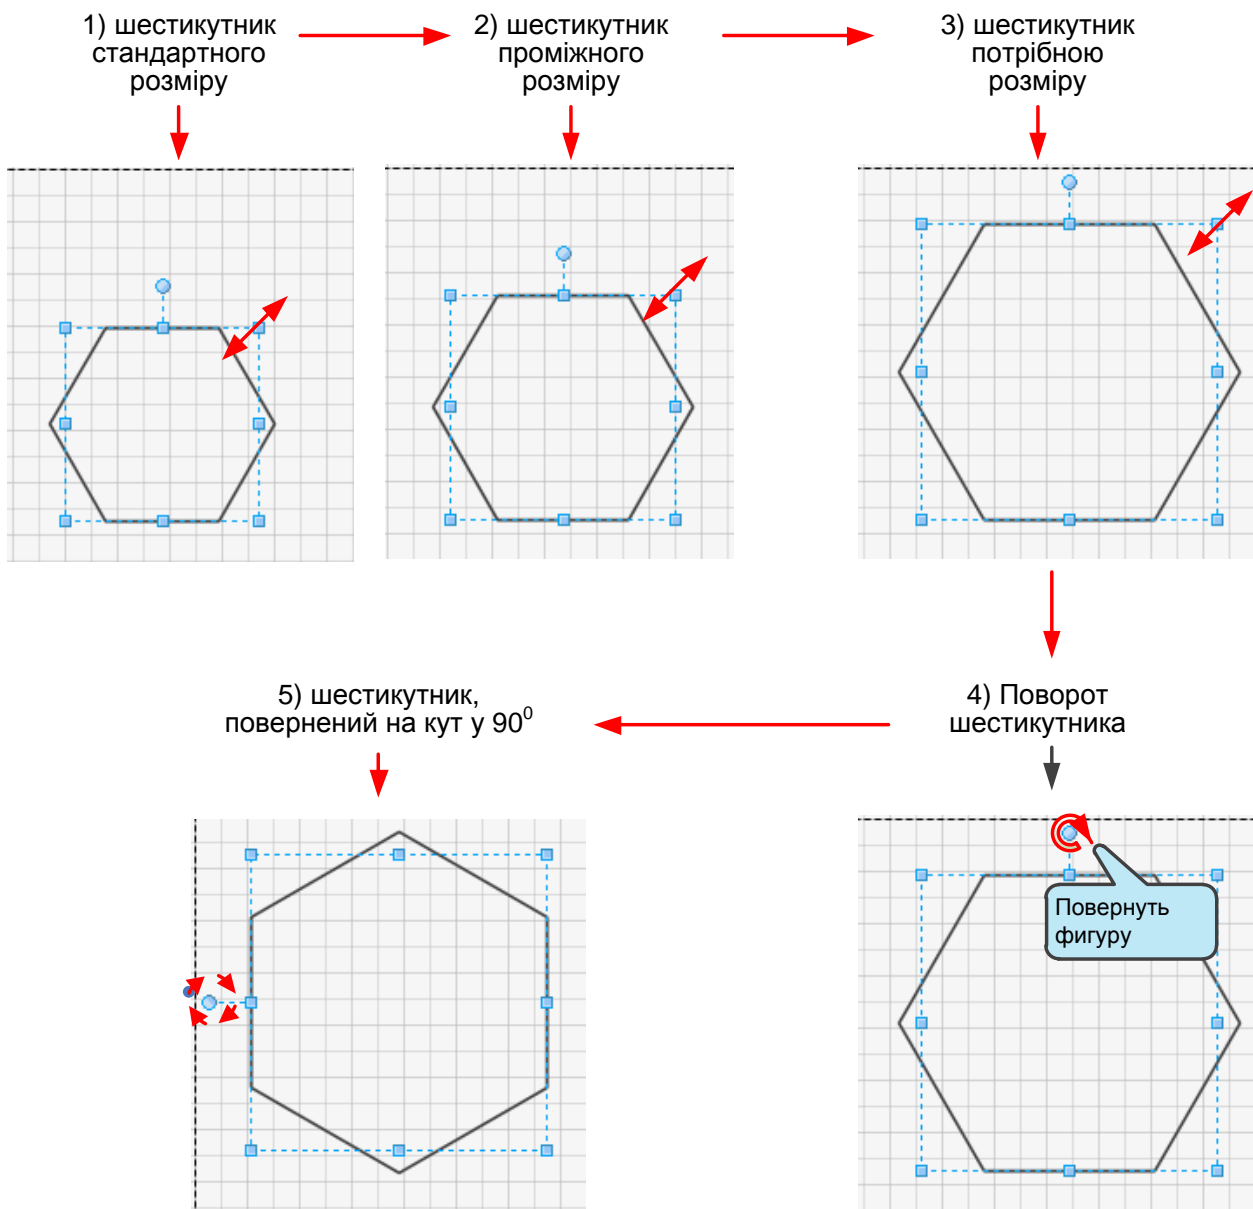 1) шестикутник
стандартного
розміру
2) шестикутник
проміжного
розміру
3) шестикутник
потрібною
розміру
5) шестикутник,
повернений на кут у 90⁰
4) Поворот
шестикутника
Повернуть
фигуру